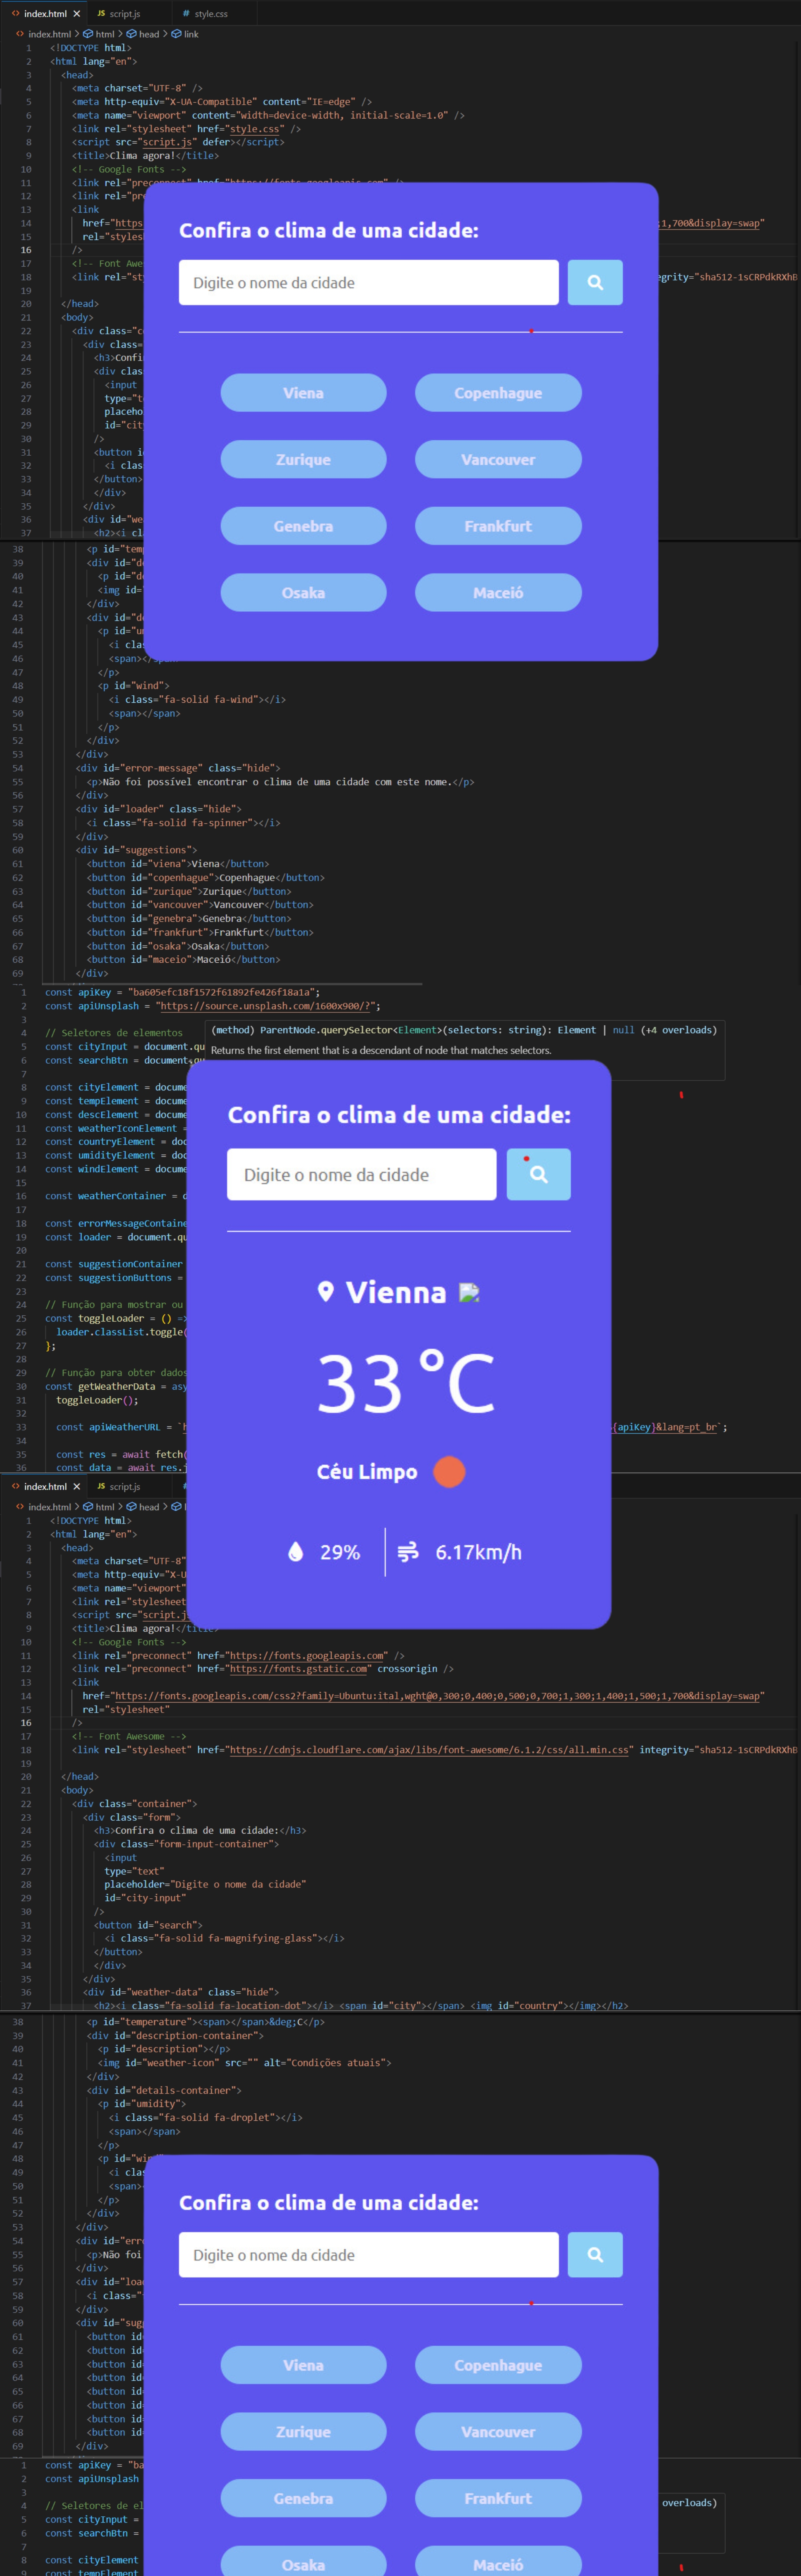 index.html × JS script.js # style.css
index.html > html > head > link
1 <!DOCTYPE html>
2 <html lang="en">
3 <head>
4 <meta charset="UTF-8" />
5 <meta http-equiv="X-UA-Compatible" content="IE=edge" />
6 <meta name="viewport" content="width=device-width, initial-scale=1.0" />
7 <link rel="stylesheet" href="style.css" />
8 <script src="script.js" defer></script>
9 <title>Clima agora!</title>
10 <!-- Google Fonts -->
11 <link rel="preconnect" href="https://fonts.googleapis.com" />
12 <link rel="pr
13 <link
14 href="https ;1,700&display=swap"
15 rel="styles
16 />
17 <!-- Font Awe
18 <link rel="st egrity="sha512-1sCRPdkRXhB
19
20 </head>
21 <body>
22 <div class="c
23 <div class=
24 <h3>Confi
25 <div clas
26 <input
27 type="t
28 placeho
29 id="cit
30 />
31 <button i
32 <i clas
33 </button>
34 </div>
35 </div>
36 <div id="we
37 <h2><i cl
Confira o clima de uma cidade:
Digite o nome da cidade
Viena Copenhague
Zurique Vancouver
Genebra Frankfurt
Osaka Maceió
38 <p id="temp
39 <div id="d
40 <p id="d
41 <img id=
42 </div>
43 <div id="d
44 <p id="u
45 <i cla
46 <span></span>
47 </p>
48 <p id="wind">
49 <i class="fa-solid fa-wind"></i>
50 <span></span>
51 </p>
52 </div>
53 </div>
54 <div id="error-message" class="hide">
55 <p>Não foi possível encontrar o clima de uma cidade com este nome.</p>
56 </div>
57 <div id="loader" class="hide">
58 <i class="fa-solid fa-spinner"></i>
59 </div>
60 <div id="suggestions">
61 <button id="viena">Viena</button>
62 <button id="copenhague">Copenhague</button>
63 <button id="zurique">Zurique</button>
64 <button id="vancouver">Vancouver</button>
65 <button id="genebra">Genebra</button>
66 <button id="frankfurt">Frankfurt</button>
67 <button id="osaka">Osaka</button>
68 <button id="maceio">Maceió</button>
69 </div>
1 const apiKey = "ba605efc18f1572f61892fe426f18a1a";
2 const apiUnsplash = "https://source.unsplash.com/1600x900/?";
3
4 // Seletores de elementos
5 const cityInput = document.qu
6 const searchBtn = document.qu
7
8 const cityElement = docume
9 const tempElement = docume
10 const descElement = docume
11 const weatherIconElement =
12 const countryElement = doc
13 const umidityElement = doc
14 const windElement = docume
15
16 const weatherContainer = d
17
18 const errorMessageContaine
19 const loader = document.qu
20
21 const suggestionContainer
22 const suggestionButtons =
23
24 // Função para mostrar ou
25 const toggleLoader = () =>
26 loader.classList.toggle(
27 };
28
29 // Função para obter dados
30 const getWeatherData = asy
31 toggleLoader();
32
33 const apiWeatherURL = `h {apiKey}&lang=pt_br`;
34
35 const res = await fetch(
36 const data = await res.j
(method) ParentNode.querySelector<Element>(selectors: string): Element | null (+4 overloads)
Returns the first element that is a descendant of node that matches selectors.
Confira o clima de uma cidade:
Digite o nome da cidade
Vienna
33°C
Céu Limpo
29% 6.17km/h
index.html × JS script.js #
index.html > html > head >
1 <!DOCTYPE html>
2 <html lang="en">
3 <head>
4 <meta charset="UTF-8"
5 <meta http-equiv="X-U
6 <meta name="viewport"
7 <link rel="stylesheet
8 <script src="script.j
9 <title>Clima agora!</title>
10 <!-- Google Fonts -->
11 <link rel="preconnect" href="https://fonts.googleapis.com" />
12 <link rel="preconnect" href="https://fonts.gstatic.com" crossorigin />
13 <link
14 href="https://fonts.googleapis.com/css2?family=Ubuntu:ital,wght@0,300;0,400;0,500;0,700;1,300;1,400;1,500;1,700&display=swap"
15 rel="stylesheet"
16 />
17 <!-- Font Awesome -->
18 <link rel="stylesheet" href="https://cdnjs.cloudflare.com/ajax/libs/font-awesome/6.1.2/css/all.min.css" integrity="sha512-1sCRPdkRXhB
19
20 </head>
21 <body>
22 <div class="container">
23 <div class="form">
24 <h3>Confira o clima de uma cidade:</h3>
25 <div class="form-input-container">
26 <input
27 type="text"
28 placeholder="Digite o nome da cidade"
29 id="city-input"
30 />
31 <button id="search">
32 <i class="fa-solid fa-magnifying-glass"></i>
33 </button>
34 </div>
35 </div>
36 <div id="weather-data" class="hide">
37 <h2><i class="fa-solid fa-location-dot"></i> <span id="city"></span> <img id="country"></img></h2>
38 <p id="temperature"><span></span>&deg;C</p>
39 <div id="description-container">
40 <p id="description"></p>
41 <img id="weather-icon" src="" alt="Condições atuais">
42 </div>
43 <div id="details-container">
44 <p id="umidity">
45 <i class="fa-solid fa-droplet"></i>
46 <span></span>
47 </p>
48 <p id="wi
49 <i clas
50 <span>
51 </p>
52 </div>
53 </div>
54 <div id="erro
55 <p>Não foi
56 </div>
57 <div id="load
58 <i class="
59 </div>
60 <div id="sugg
61 <button id=
62 <button id=
63 <button id=
64 <button id=
65 <button id=
66 <button id=
67 <button id=
68 <button id=
69 </div>
Confira o clima de uma cidade:
Digite o nome da cidade
Viena Copenhague
Zurique Vancouver
Genebra Frankfurt
Osaka Maceió
1 const apiKey = "ba
2 const apiUnsplash
3
4 // Seletores de el overloads)
5 const cityInput =
6 const searchBtn =
7
8 const cityElement
9 const tempElement